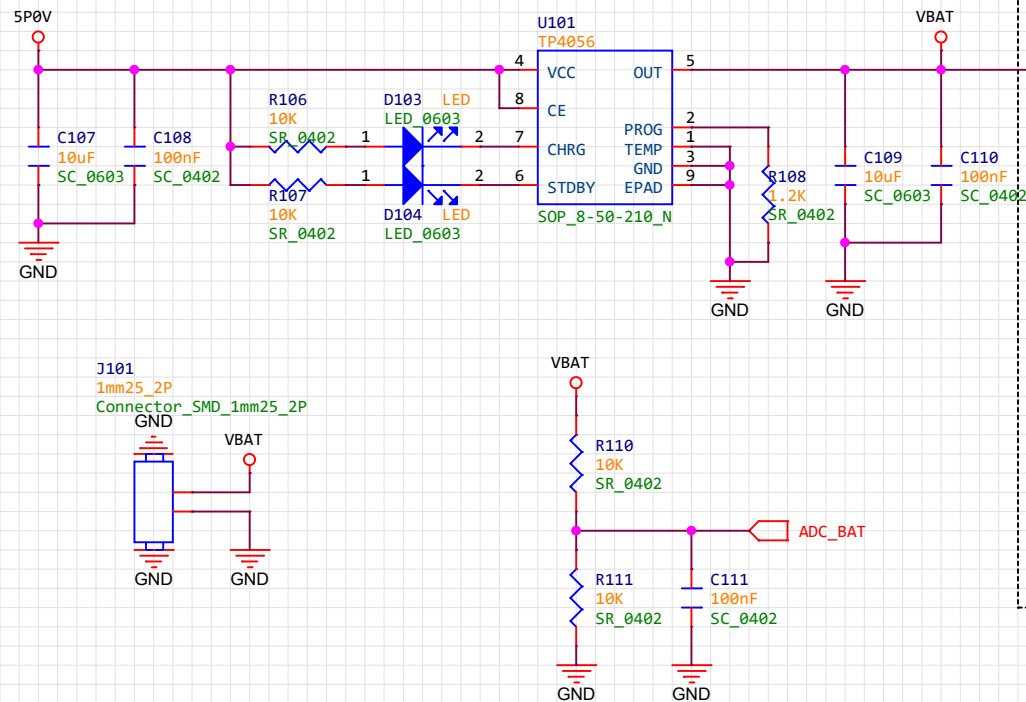 5P0V
U101
TP4056
VBAT
4
VCC
OUT
5
8
CE
R106
10K
SR_0402
D103
LED
LED_0603
1
2
7
CHRG
PROG
2
TEMP
1
GND
3
EPAD
9
C107
10uF
SC_0603
C108
100nF
SC_0402
1
2
6
STDBY
R107
10K
SR_0402
D104
LED
LED_0603
SOP_8-50-210_N
R108
1.2K
SR_0402
C109
10uF
SC_0603
C110
100nF
SC_0402
GND
GND
GND
J101
1mm25_2P
Connector_SMD_1mm25_2P
GND
VBAT
GND
GND
VBAT
R110
10K
SR_0402
ADC_BAT
R111
10K
SR_0402
C111
100nF
SC_0402
GND
GND